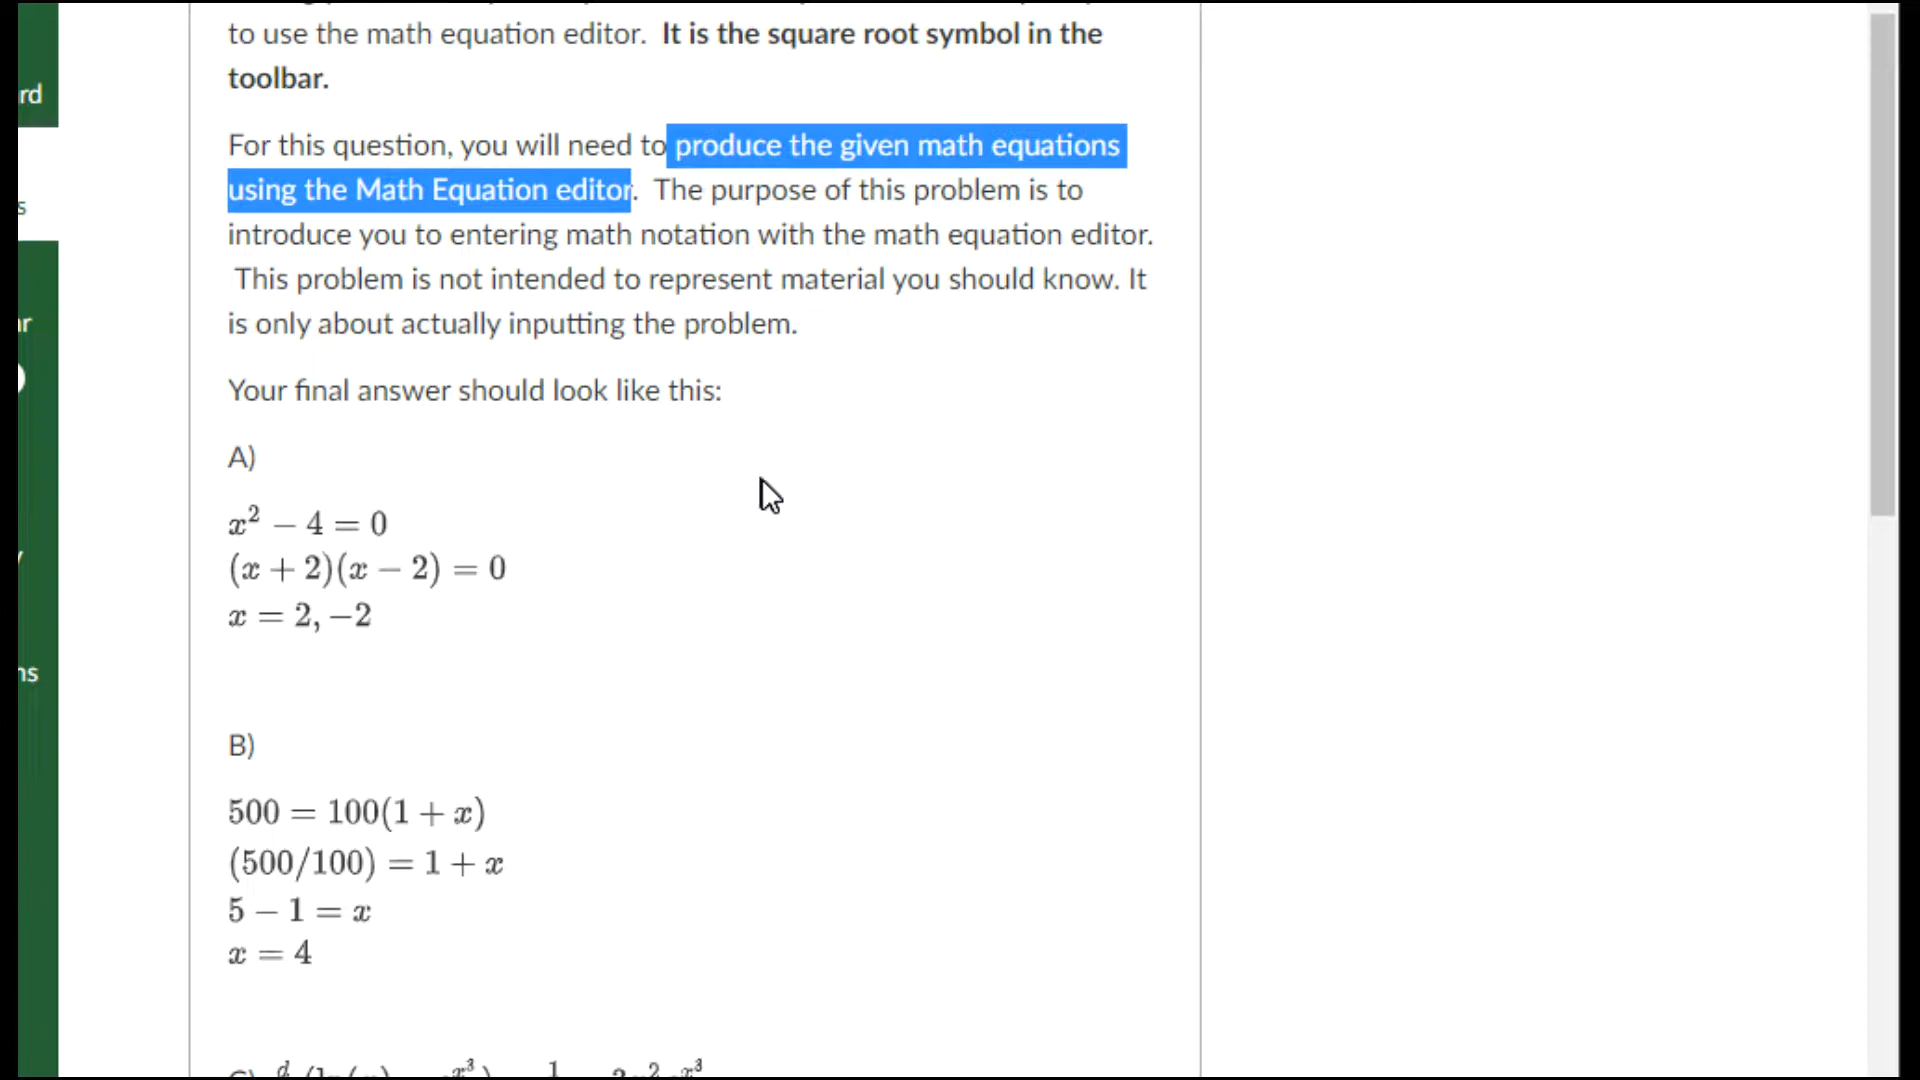 to use the math equation editor.  It is the square root symbol in the
toolbar.
rd
For this question, you will need to produce the given math equations
using the Math Equation editor.  The purpose of this problem is to
s
introduce you to entering math notation with the math equation editor.
This problem is not intended to represent material you should know. It
is only about actually inputting the problem.
Your final answer should look like this:
A)
x² − 4 = 0
(x + 2)(x − 2) = 0
x = 2, −2
ns
B)
500 = 100(1 + x)
(500/100) = 1 + x
5 − 1 = x
x = 4